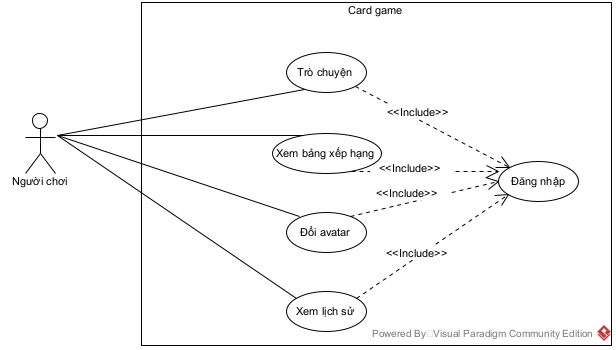 Card game
Trò chuyện
<<Include>>
Xem bảng xếp hạng
<<Include>>
Người chơi
Đăng nhập
<<Include>>
Đổi avatar
<<Include>>
Xem lịch sử
Powered By Visual Paradigm Community Edition